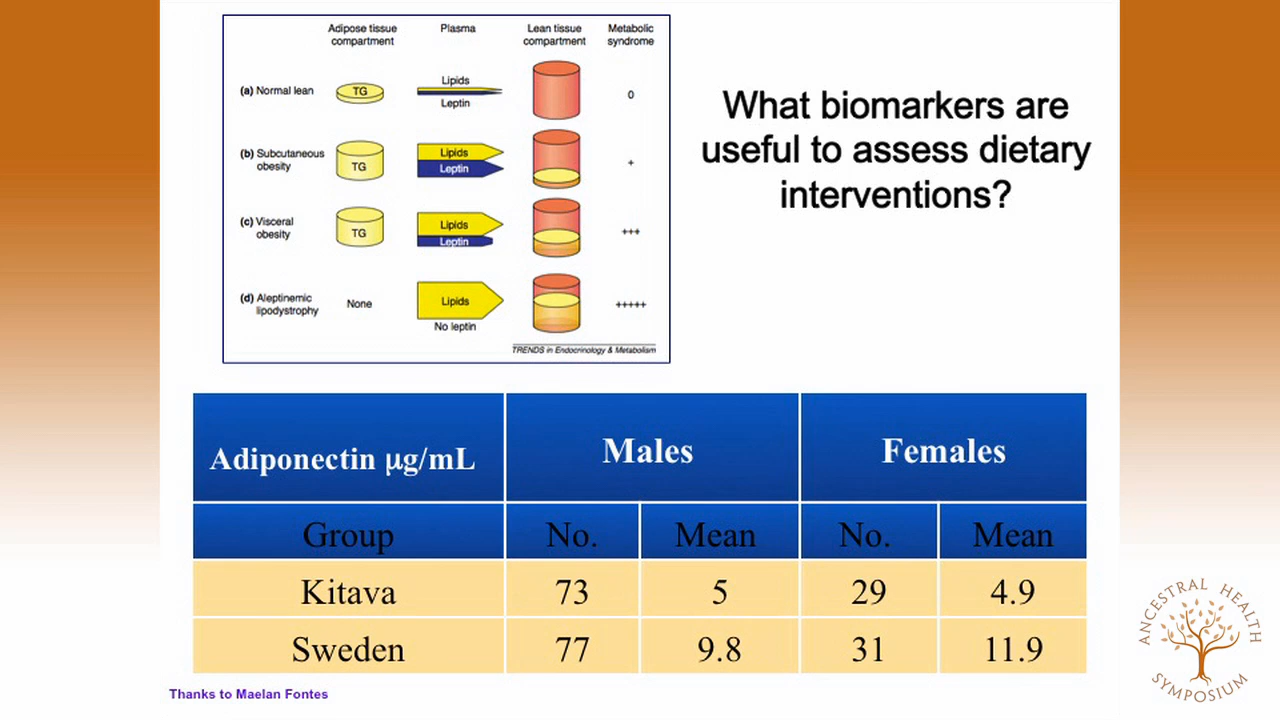 Adipose tissue compartment
Plasma
Lean tissue compartment
Metabolic syndrome
(a) Normal lean
TG
Lipids
Leptin
0
(b) Subcutaneous obesity
TG
Lipids
Leptin
+
(c) Visceral obesity
TG
Lipids
Leptin
+++
(d) Aleptinemic lipodystrophy
None
Lipids
No leptin
+++++
TRENDS in Endocrinology & Metabolism
What biomarkers are
useful to assess dietary
interventions?
Adiponectin µg/mL Males Females
Group No. Mean No. Mean
Kitava 73 5 29 4.9
Sweden 77 9.8 31 11.9
Thanks to Maelan Fontes
ANCESTRAL HEALTH
SYMPOSIUM